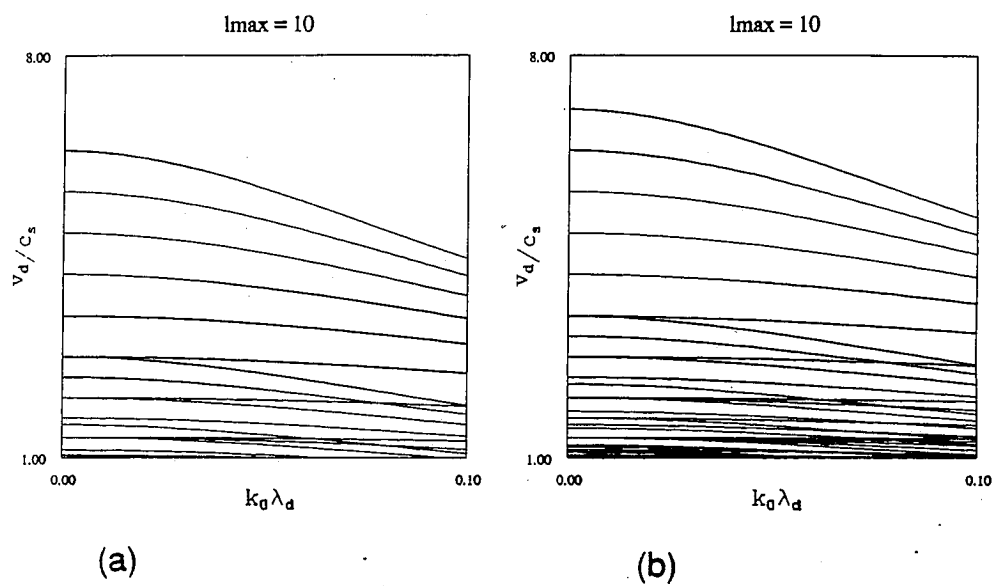 lmax = 10
8.00
v_d/c_s
1.00
0.00
0.10
k_0 λ_d
(a)
lmax = 10
8.00
v_d/c_s
1.00
0.00
0.10
k_0 λ_d
(b)